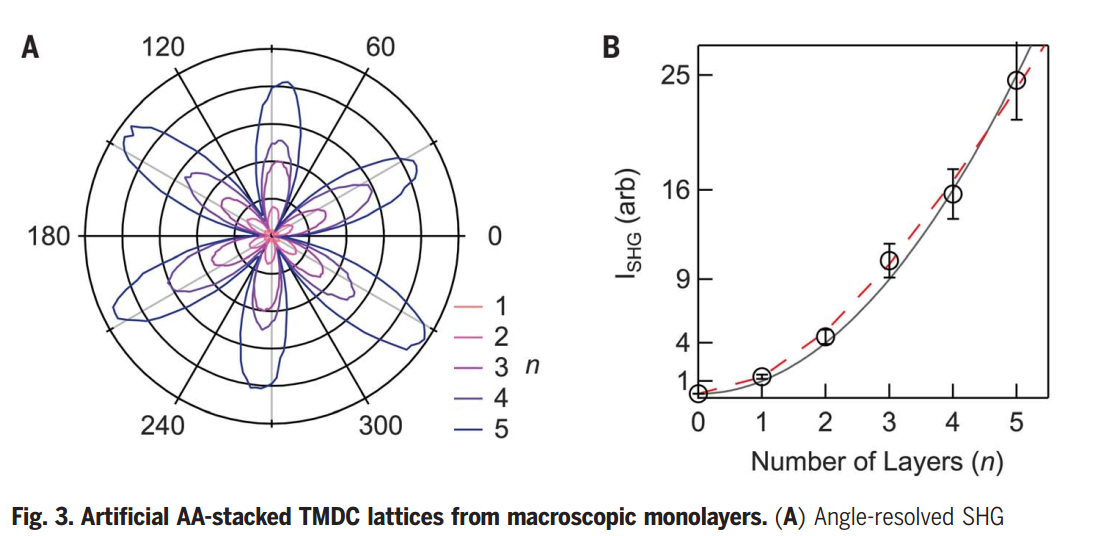 A
120
60
180
0
240
300
1
2
3 n
4
5
B
I_SHG (arb)
25
16
9
4
1
0 1 2 3 4 5
Number of Layers (n)
Fig. 3. Artificial AA-stacked TMDC lattices from macroscopic monolayers. (A) Angle-resolved SHG